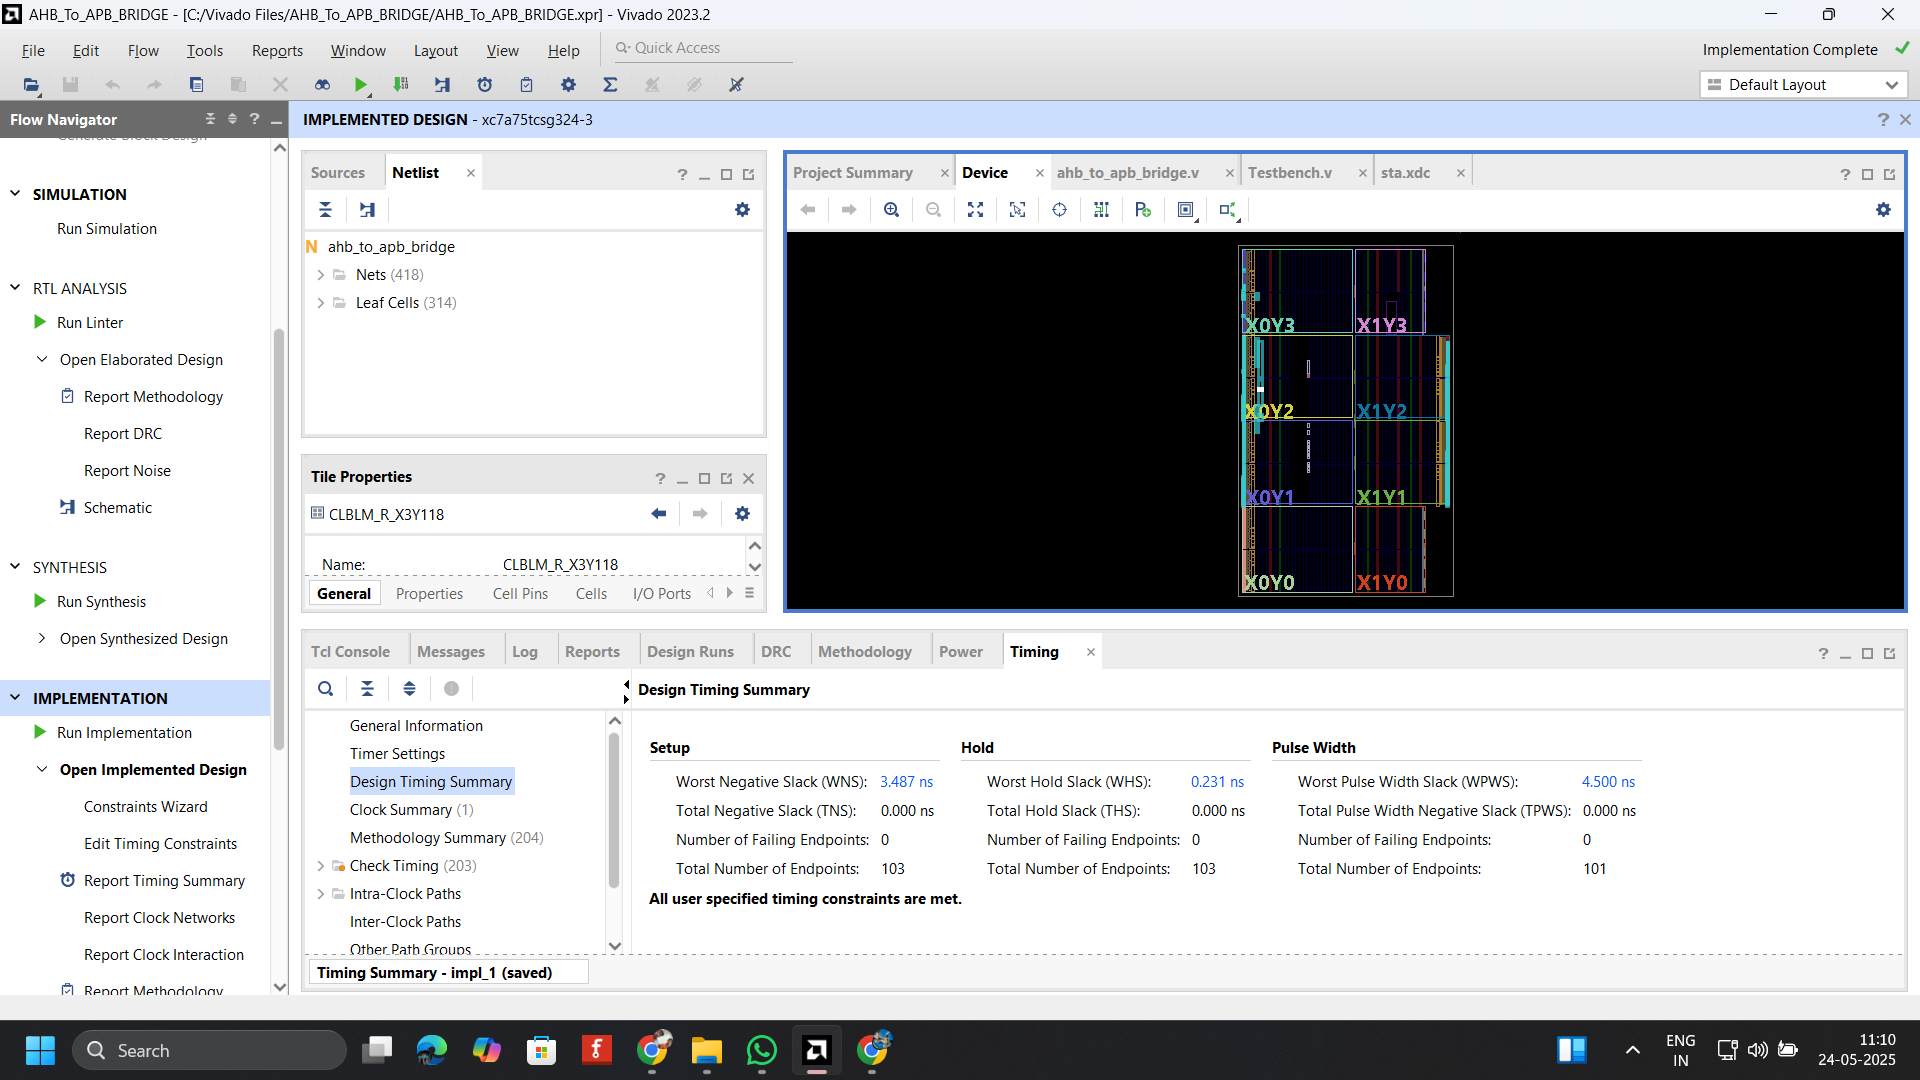 AHB_To_APB_BRIDGE - [C:/Vivado Files/AHB_To_APB_BRIDGE/AHB_To_APB_BRIDGE.xpr] - Vivado 2023.2
File Edit Flow Tools Reports Window Layout View Help Quick Access
Implementation Complete
Default Layout
Flow Navigator
Generate Block Design
SIMULATION
Run Simulation
RTL ANALYSIS
Run Linter
Open Elaborated Design
Report Methodology
Report DRC
Report Noise
Schematic
SYNTHESIS
Run Synthesis
Open Synthesized Design
IMPLEMENTATION
Run Implementation
Open Implemented Design
Constraints Wizard
Edit Timing Constraints
Report Timing Summary
Report Clock Networks
Report Clock Interaction
Report Methodology
IMPLEMENTED DESIGN - xc7a75tcsg324-3
Sources Netlist
N ahb_to_apb_bridge
Nets (418)
Leaf Cells (314)
Tile Properties
CLBLM_R_X3Y118
Name: CLBLM_R_X3Y118
General Properties Cell Pins Cells I/O Ports
Project Summary Device ahb_to_apb_bridge.v Testbench.v sta.xdc
X0Y3 X1Y3
X0Y2 X1Y2
X0Y1 X1Y1
X0Y0 X1Y0
Tcl Console Messages Log Reports Design Runs DRC Methodology Power Timing
General Information
Timer Settings
Design Timing Summary
Clock Summary (1)
Methodology Summary (204)
Check Timing (203)
Intra-Clock Paths
Inter-Clock Paths
Other Path Groups
Design Timing Summary
Setup Hold Pulse Width
Worst Negative Slack (WNS): 3.487 ns Worst Hold Slack (WHS): 0.231 ns Worst Pulse Width Slack (WPWS): 4.500 ns
Total Negative Slack (TNS): 0.000 ns Total Hold Slack (THS): 0.000 ns Total Pulse Width Negative Slack (TPWS): 0.000 ns
Number of Failing Endpoints: 0 Number of Failing Endpoints: 0 Number of Failing Endpoints: 0
Total Number of Endpoints: 103 Total Number of Endpoints: 103 Total Number of Endpoints: 101
All user specified timing constraints are met.
Timing Summary - impl_1 (saved)
Search
ENG
IN
11:10
24-05-2025